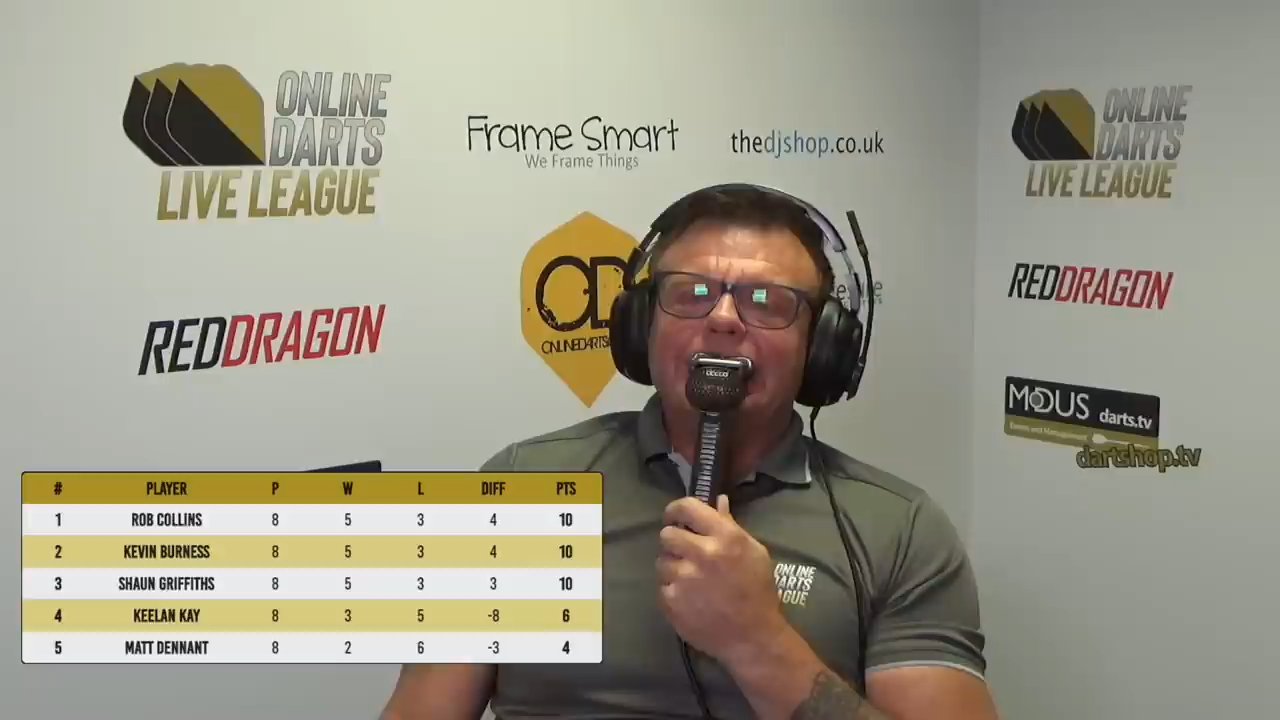 ONLINE
DARTS
LIVE LEAGUE
Frame Smart
We Frame Things
thedjshop.co.uk
ONLINE
DARTS
LIVE LEAGUE
REDDRAGON
OD
REDDRAGON
MODUS darts.tv
dartshop.tv
# PLAYER P W L DIFF PTS
1 ROB COLLINS 8 5 3 4 10
2 KEVIN BURNESS 8 5 3 4 10
3 SHAUN GRIFFITHS 8 5 3 3 10
4 KEELAN KAY 8 3 5 -8 6
5 MATT DENNANT 8 2 6 -3 4
ONLINE